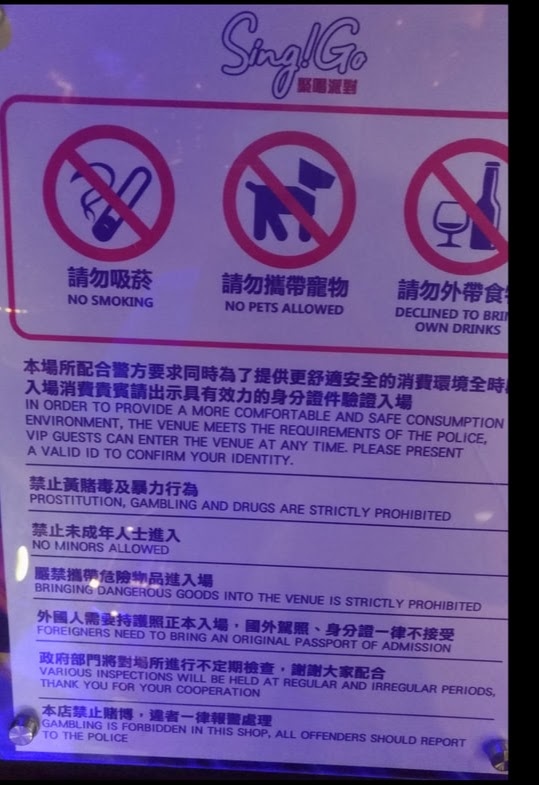 Sing!Go
聚唱派對
請勿吸菸
NO SMOKING
請勿攜帶寵物
NO PETS ALLOWED
請勿外帶食
DECLINED TO BRI
OWN DRINKS
本場所配合警方要求同時為了提供更舒適安全的消費環境全時
入場消費貴賓請出示具有效力的身分證件驗證入場
IN ORDER TO PROVIDE A MORE COMFORTABLE AND SAFE CONSUMPTION
ENVIRONMENT, THE VENUE MEETS THE REQUIREMENTS OF THE POLICE,
VIP GUESTS CAN ENTER THE VENUE AT ANY TIME. PLEASE PRESENT
A VALID ID TO CONFIRM YOUR IDENTITY.
禁止黃賭毒及暴力行為
PROSTITUTION, GAMBLING AND DRUGS ARE STRICTLY PROHIBITED
禁止未成年人士進入
NO MINORS ALLOWED
嚴禁攜帶危險物品進入場
BRINGING DANGEROUS GOODS INTO THE VENUE IS STRICTLY PROHIBITED
外國人需要持護照正本入場，國外駕照、身分證一律不接受
FOREIGNERS NEED TO BRING AN ORIGINAL PASSPORT OF ADMISSION
政府部門將對場所進行不定期檢查，謝謝大家配合
VARIOUS INSPECTIONS WILL BE HELD AT REGULAR AND IRREGULAR PERIODS,
THANK YOU FOR YOUR COOPERATION
本店禁止賭博，違者一律報警處理
GAMBLING IS FORBIDDEN IN THIS SHOP, ALL OFFENDERS SHOULD REPORT
TO THE POLICE